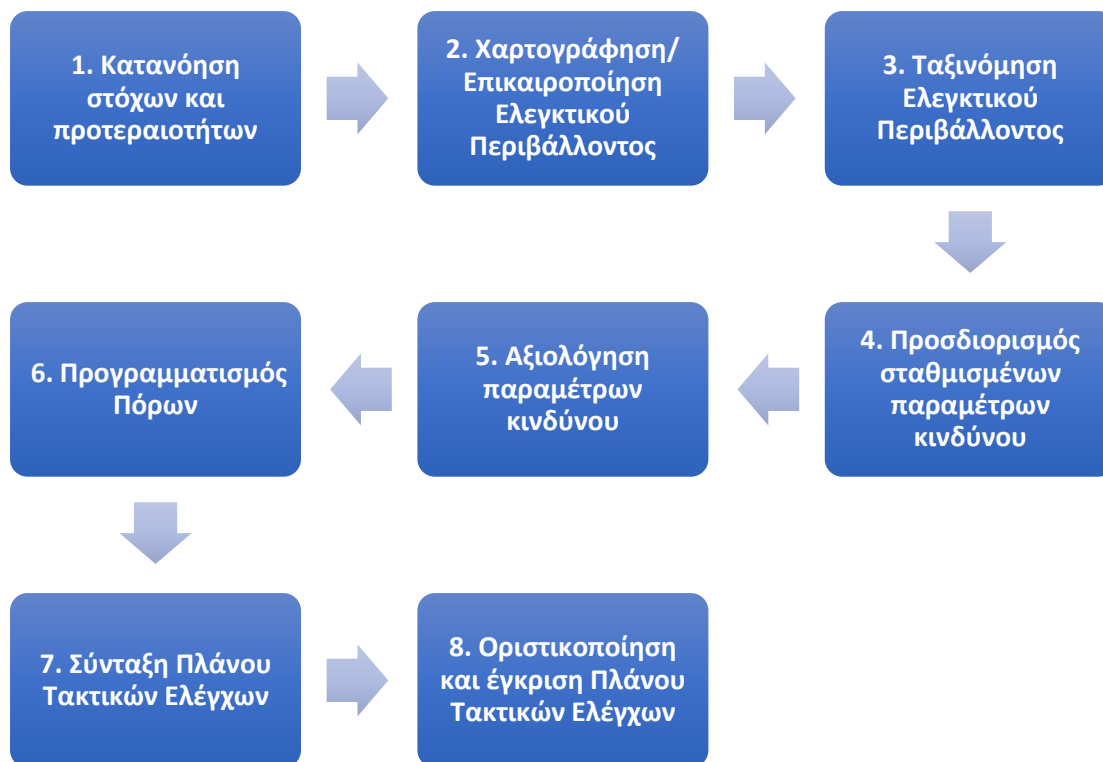 1. Κατανόηση
στόχων και
προτεραιοτήτων
2. Χαρτογράφηση/
Επικαιροποίηση
Ελεγκτικού
Περιβάλλοντος
3. Ταξινόμηση
Ελεγκτικού
Περιβάλλοντος
4. Προσδιορισμός
σταθμισμένων
παραμέτρων
κινδύνου
5. Αξιολόγηση
παραμέτρων
κινδύνου
6. Προγραμματισμός
Πόρων
7. Σύνταξη Πλάνου
Τακτικών Ελέγχων
8. Οριστικοποίηση
και έγκριση Πλάνου
Τακτικών Ελέγχων